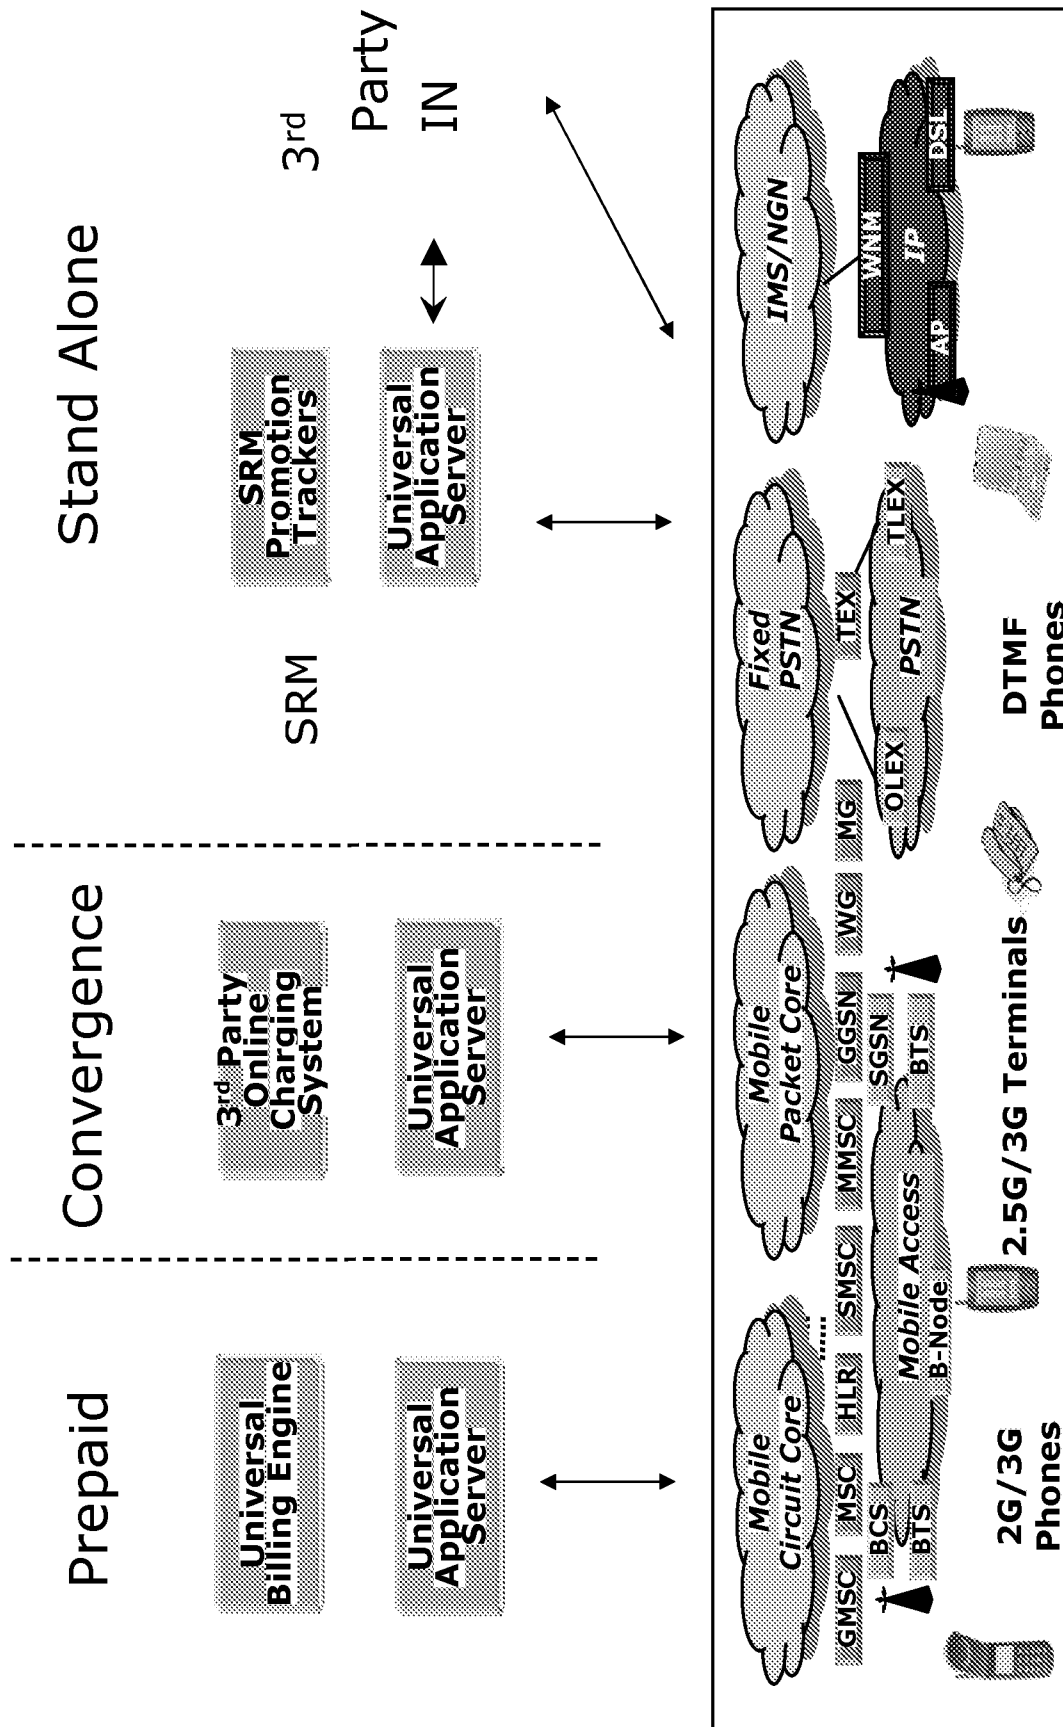 Prepaid
Convergence
Stand Alone
Universal
Billing Engine
Universal
Application
Server
3rd Party
Online
Charging
System
Universal
Application
Server
SRM
SRM
Promotion
Trackers
Universal
Application
Server
3rd
Party
IN
Mobile
Circuit Core
Mobile
Packet Core
Fixed
PSTN
IMS/NGN
GMSC
MSC
HLR
SMSC
MMSC
GGSN
WG
MG
TEX
WNM
BCS
BTS
Mobile Access
B-Node
SGSN
BTS
OLEX
PSTN
TLEX
AP
IP
DSL
2G/3G
Phones
2.5G/3G Terminals
DTMF
Phones